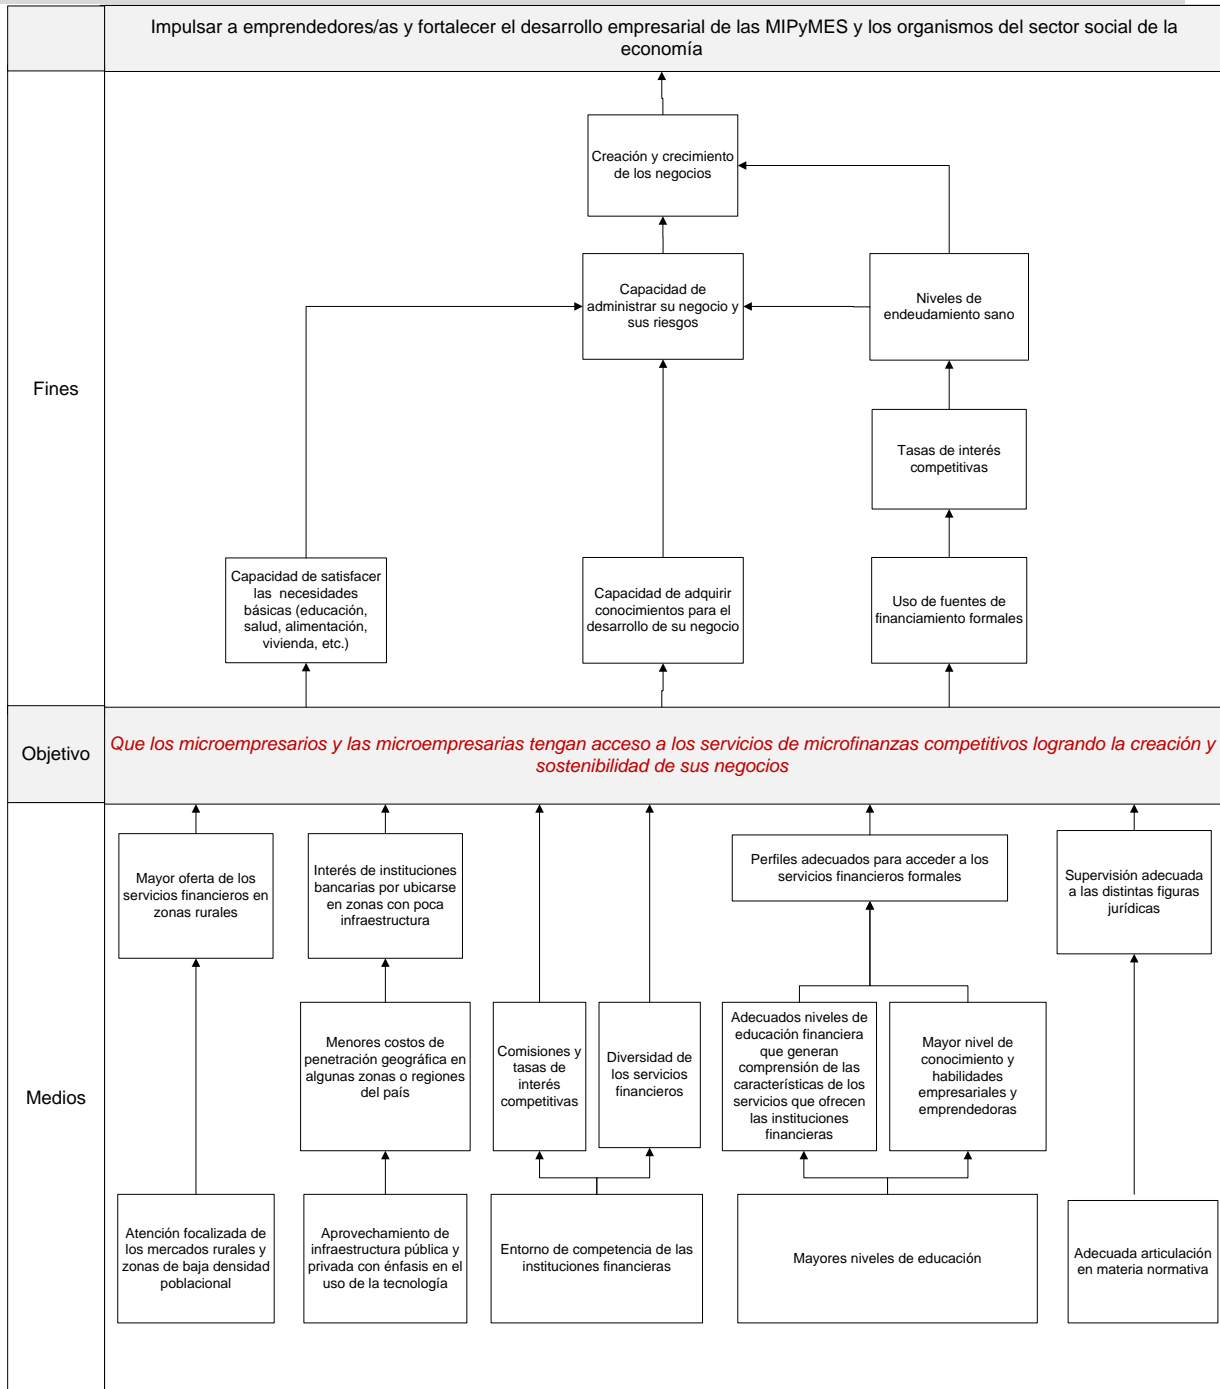 Impulsar a emprendedores/as y fortalecer el desarrollo empresarial de las MIPyMES y los organismos del sector social de la
economía
Fines
Creación y crecimiento
de los negocios
Capacidad de
administrar su negocio y
sus riesgos
Niveles de
endeudamiento sano
Tasas de interés
competitivas
Capacidad de satisfacer
las necesidades
básicas (educación,
salud, alimentación,
vivienda, etc.)
Capacidad de adquirir
conocimientos para el
desarrollo de su negocio
Uso de fuentes de
financiamiento formales
Objetivo
Que los microempresarios y las microempresarias tengan acceso a los servicios de microfinanzas competitivos logrando la creación y
sostenibilidad de sus negocios
Medios
Mayor oferta de los
servicios financieros en
zonas rurales
Interés de instituciones
bancarias por ubicarse
en zonas con poca
infraestructura
Perfiles adecuados para acceder a los
servicios financieros formales
Supervisión adecuada
a las distintas figuras
jurídicas
Menores costos de
penetración geográfica en
algunas zonas o regiones
del país
Comisiones y
tasas de
interés
competitivas
Diversidad de
los servicios
financieros
Adecuados niveles de
educación financiera
que generan
comprensión de las
características de los
servicios que ofrecen
las instituciones
financieras
Mayor nivel de
conocimiento y
habilidades
empresariales y
emprendedoras
Atención focalizada de
los mercados rurales y
zonas de baja densidad
poblacional
Aprovechamiento de
infraestructura pública y
privada con énfasis en el
uso de la tecnología
Entorno de competencia de las
instituciones financieras
Mayores niveles de educación
Adecuada articulación
en materia normativa